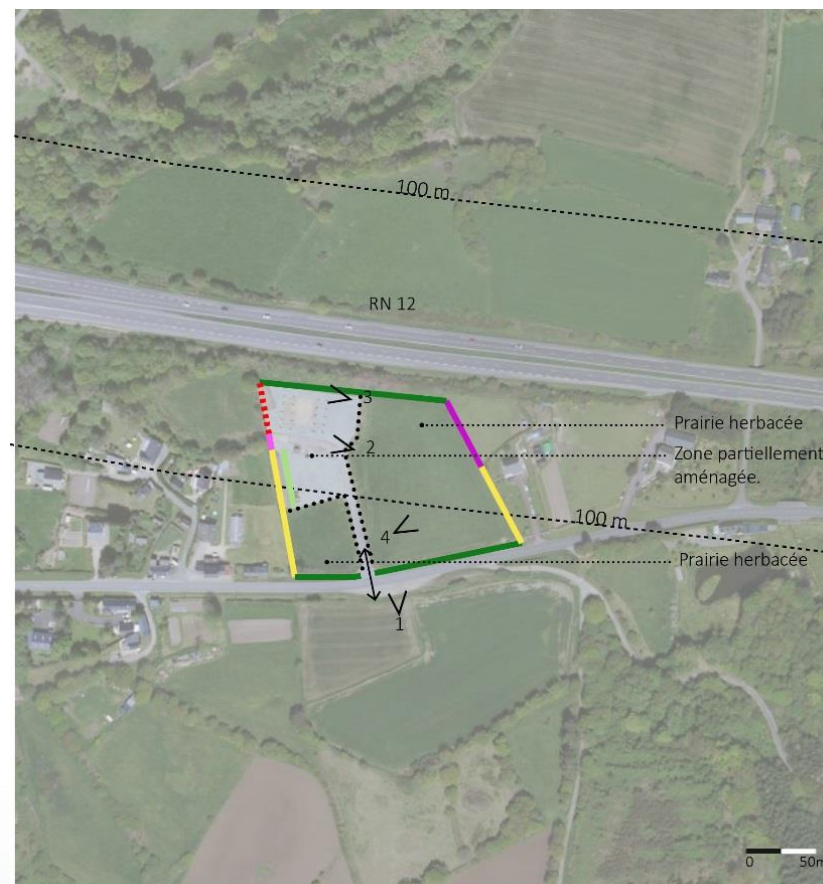 100 m
RN 12
3
Prairie herbacée
2
Zone partiellement
aménagée.
100 m
4
Prairie herbacée
1
0 50m